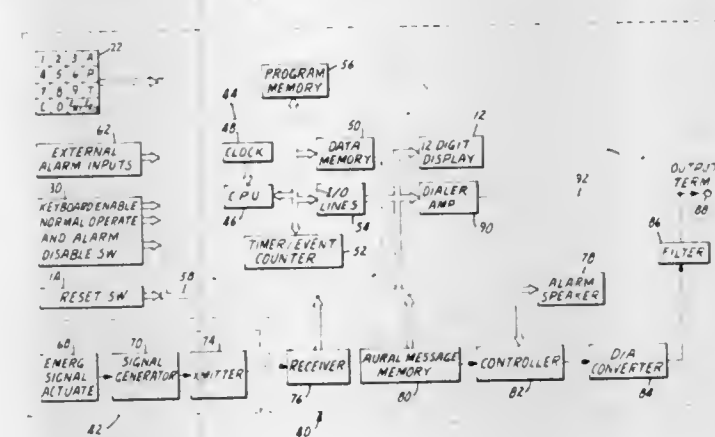 1 2 3 A
4 5 6 P
7 8 9 T
C 0
22
PROGRAM MEMORY
56
44
62
EXTERNAL ALARM INPUTS
48
CLOCK
50
DATA MEMORY
12
12 DIGIT DISPLAY
30
KEYBOARD ENABLE
NORMAL OPERATE
AND ALARM
DISABLE SW
CPU
46
I/O LINES
54
DIALER AMP
90
92
OUTPUT TERM
88
TIMER/EVENT COUNTER
52
86
FILTER
RESET SW
58
78
ALARM SPEAKER
68
EMERG SIGNAL ACTUATE
70
SIGNAL GENERATOR
74
XMITTER
RECEIVER
76
AURAL MESSAGE MEMORY
80
CONTROLLER
82
D/A CONVERTER
84
42
40